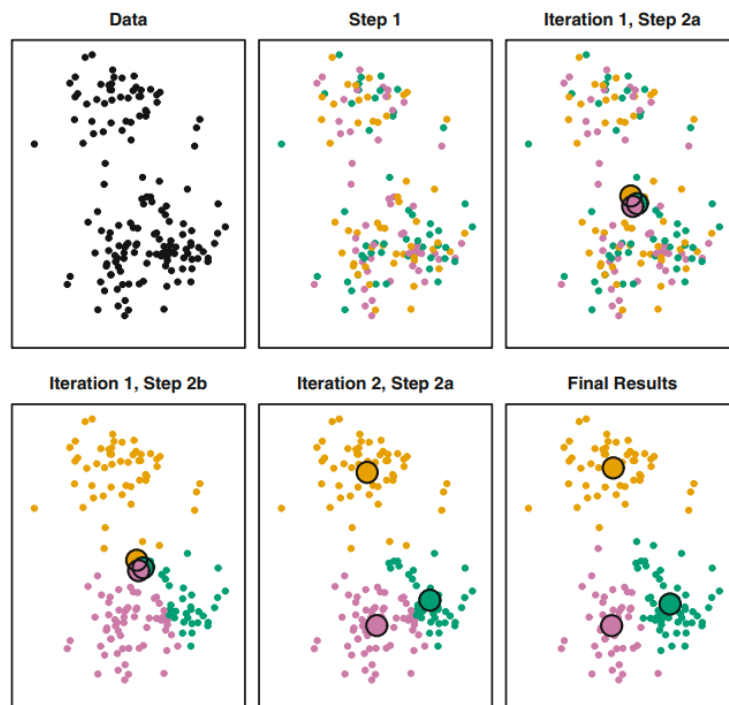 Data
Step 1
Iteration 1, Step 2a
Iteration 1, Step 2b
Iteration 2, Step 2a
Final Results